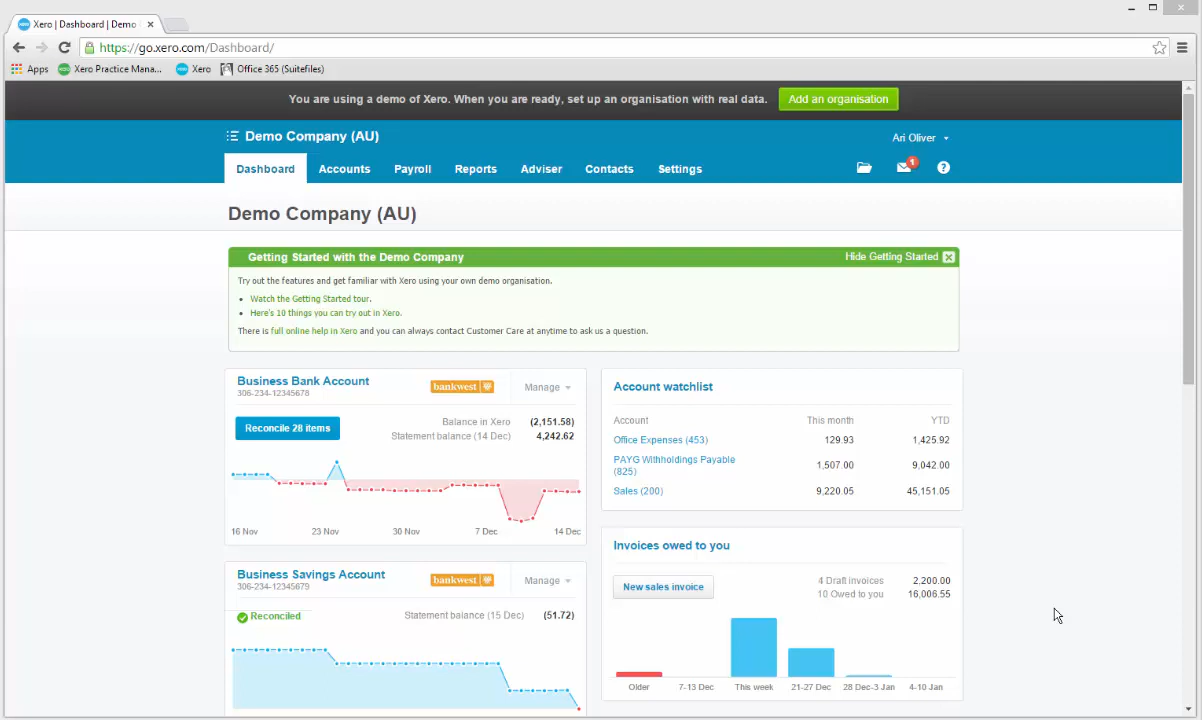 Xero | Dashboard | Demo
https://go.xero.com/Dashboard/
Apps Xero Practice Mana... Xero Office 365 (Suitefiles)
You are using a demo of Xero. When you are ready, set up an organisation with real data. Add an organisation
Demo Company (AU) Ari Oliver
Dashboard Accounts Payroll Reports Adviser Contacts Settings 1 ?
Demo Company (AU)
Getting Started with the Demo Company Hide Getting Started
Try out the features and get familiar with Xero using your own demo organisation.
Watch the Getting Started tour.
Here's 10 things you can try out in Xero.
There is full online help in Xero and you can always contact Customer Care at anytime to ask us a question.
Business Bank Account bankwest Manage
306-234-12345678
Reconcile 28 items
Balance in Xero (2,151.58)
Statement balance (14 Dec) 4,242.62
16 Nov 23 Nov 30 Nov 7 Dec 14 Dec
Business Savings Account bankwest Manage
306-234-12345679
Reconciled Statement balance (15 Dec) (51.72)
Account watchlist
Account This month YTD
Office Expenses (453) 129.93 1,425.92
PAYG Withholdings Payable
(825) 1,507.00 9,042.00
Sales (200) 9,220.05 45,151.05
Invoices owed to you
New sales invoice
4 Draft invoices 2,200.00
10 Owed to you 16,006.55
Older 7-13 Dec This week 21-27 Dec 28 Dec-3 Jan 4-10 Jan